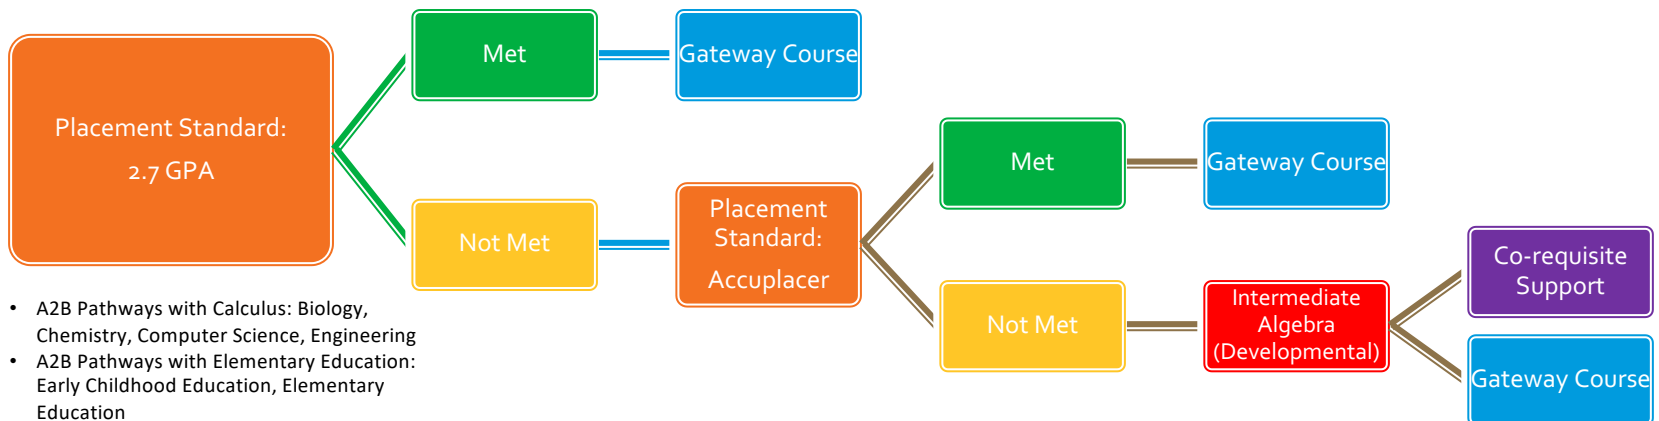 Placement Standard:
2.7 GPA
Met
Gateway Course
Not Met
Placement
Standard:
Accuplacer
Met
Gateway Course
Not Met
Intermediate
Algebra
(Developmental)
Co-requisite
Support
Gateway Course
• A2B Pathways with Calculus: Biology,
Chemistry, Computer Science, Engineering
• A2B Pathways with Elementary Education:
Early Childhood Education, Elementary
Education